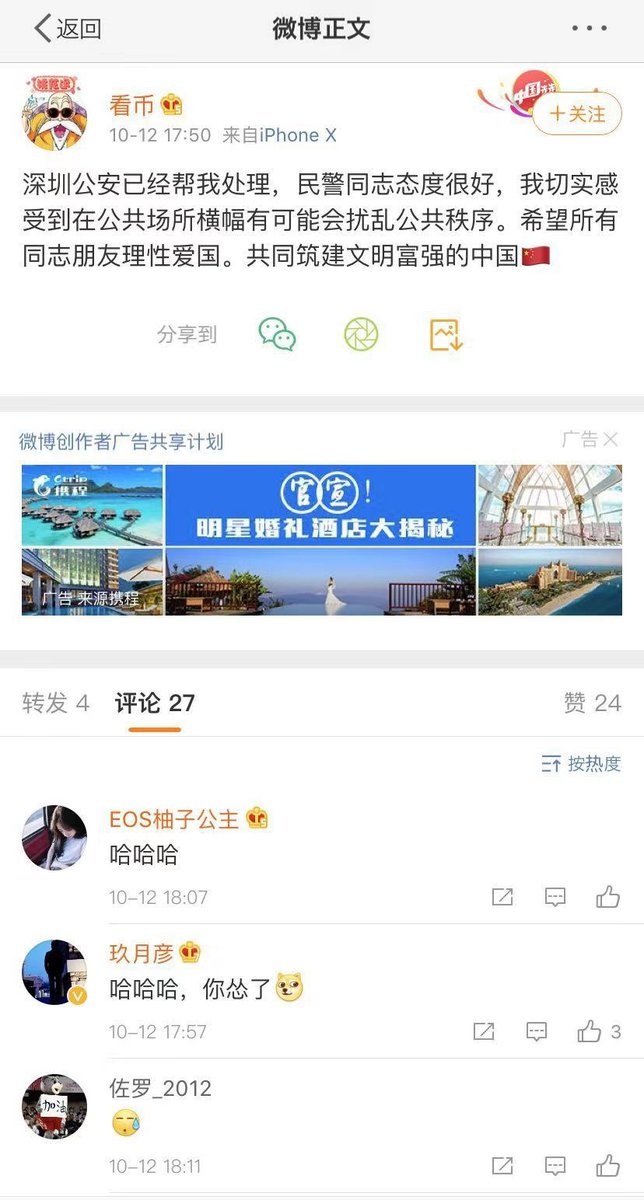 返回
微博正文
看币
中国
+关注
10-12 17:50 来自iPhone X
深圳公安已经帮我处理，民警同志态度很好，我切实感
受到在公共场所横幅有可能会扰乱公共秩序。希望所有
同志朋友理性爱国。共同筑建文明富强的中国🇨🇳
分享到
微博创作者广告共享计划
广告
Ctrip
携程
官宣！
明星婚礼酒店大揭秘
广告 来源携程
转发 4
评论 27
赞 24
按热度
EOS柚子公主
哈哈哈
10-12 18:07
玖月彦
哈哈哈，你怂了
10-12 17:57
3
佐罗_2012
加油
10-12 18:11